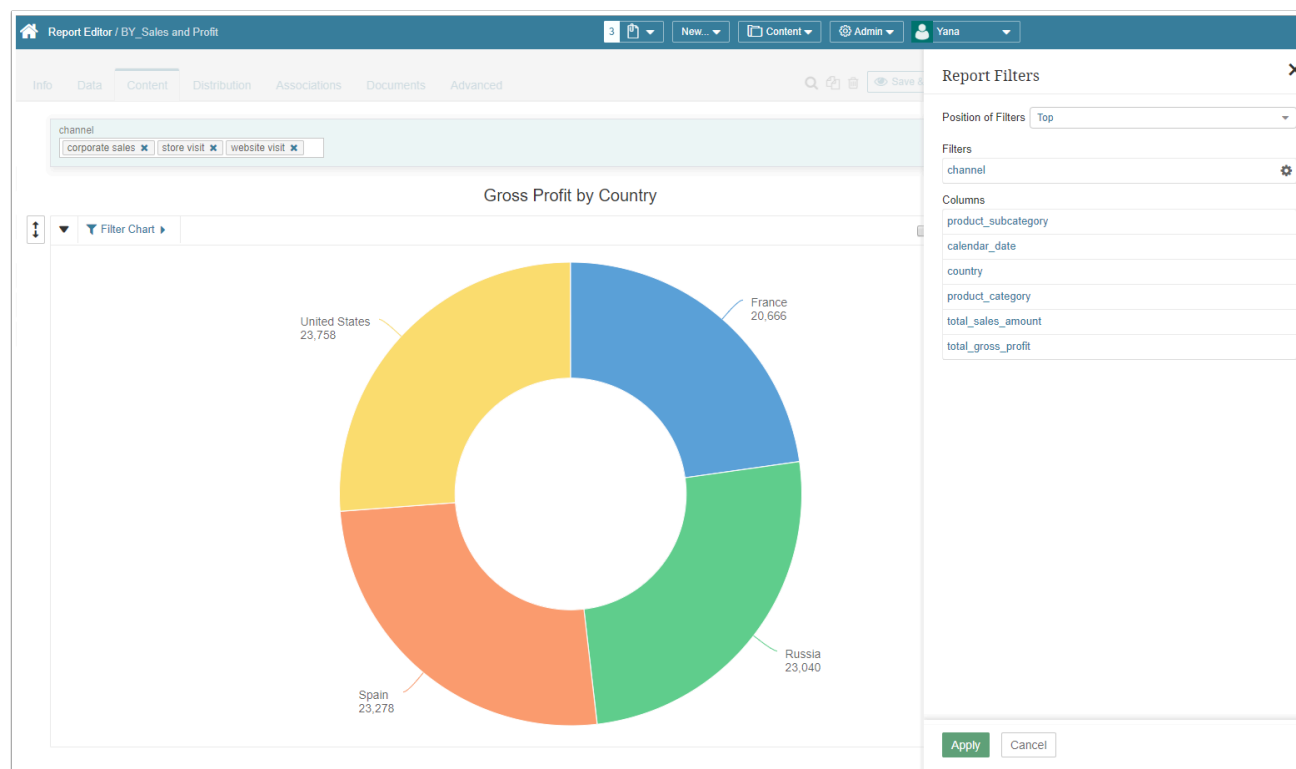 Report Editor / BY_Sales and Profit
3
New...
Content
Admin
Yana
Info Data Content Distribution Associations Documents Advanced
Save &
channel
corporate sales ✖ store visit ✖ website visit ✖
Gross Profit by Country
Filter Chart
France
20,666
United States
23,758
Russia
23,040
Spain
23,278
Report Filters
Position of Filters Top
Filters
channel
Columns
product_subcategory
calendar_date
country
product_category
total_sales_amount
total_gross_profit
Apply Cancel